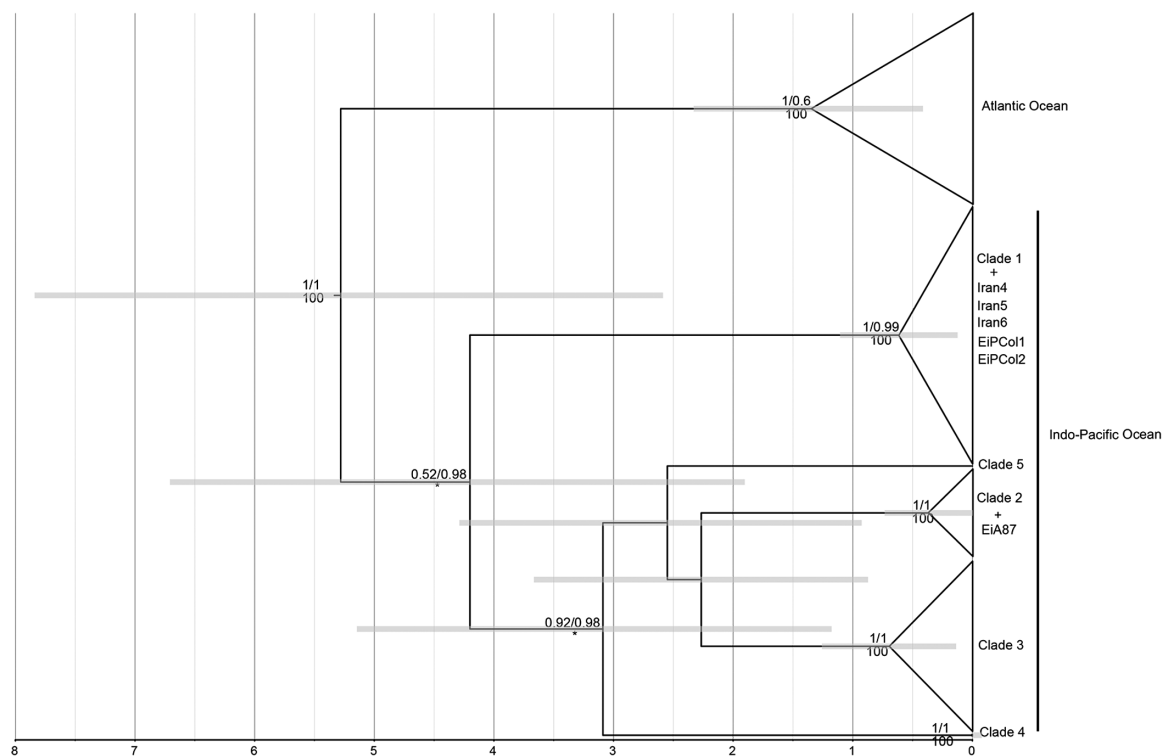 1/0.6
100
Atlantic Ocean
Clade 1
+
Iran4
1/1
100
Iran5
Iran6
1/0.99
100
EiPCol1
EiPCol2
Indo-Pacific Ocean
Clade 5
0.52/0.98
*
Clade 2
1/1
100
+
EiA87
0.92/0.98
*
1/1
100
Clade 3
1/1
100
Clade 4
8 7 6 5 4 3 2 1 0